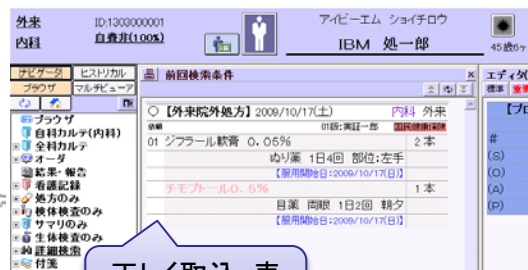 外来 ID:1303000001 アイビーエム ショイチロウ
内科 自費非(100%) IBM 処一郎 45歳6ヶ
ナビゲータ ヒストリカル
ブラウザ マルチビューア
前回検索条件
エディタ(
標準 重要
ブラウザ
自科カルテ(内科)
全科カルテ
オーダ
結果・報告
看護記録
処方のみ
検体検査のみ
サマリのみ
生体検査のみ
詳細検索
付箋
○【外来院外処方】2009/10/17(土) 内科 外来
依頼 01版:実証一郎 国民健康保険
01 ジフラール軟膏 0.05% 2本
ぬり薬 1日4回 部位:左手
【服用開始日:2009/10/17(日)】
チモプトール0.5% 1本
目薬 両眼 1日2回 朝夕
【服用開始日:2009/10/17(日)】
【プロ
#
(S)
(O)
(A)
(P)